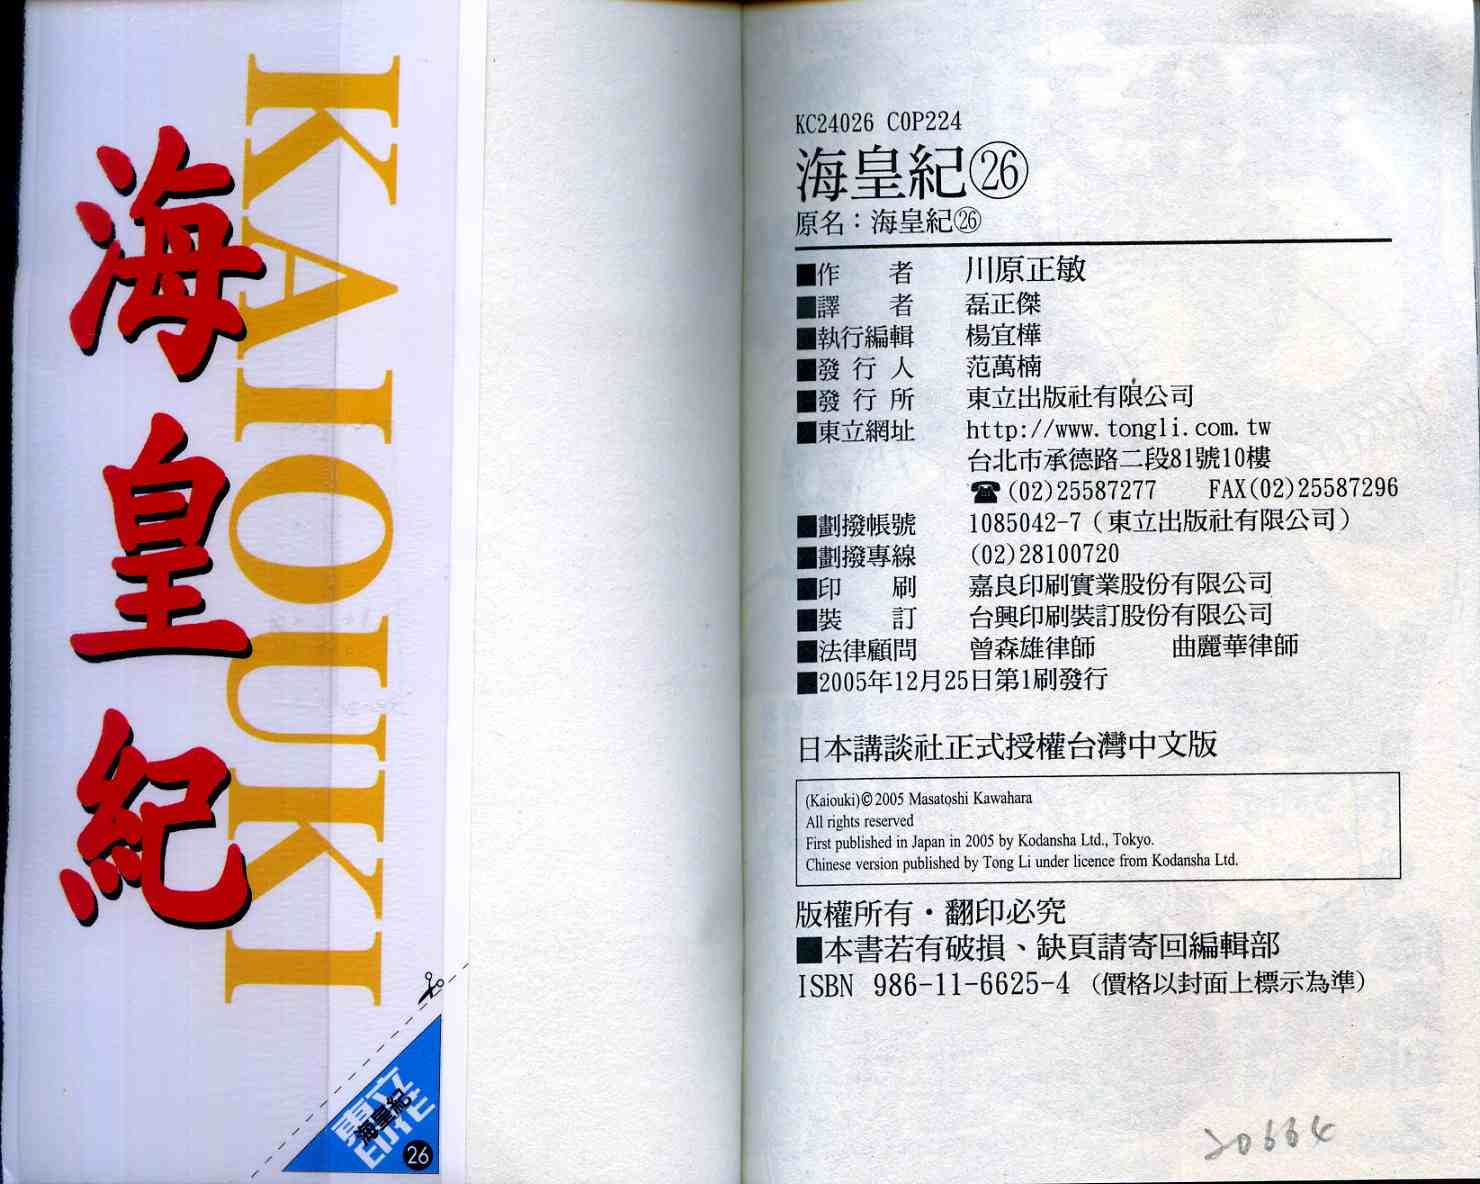 海皇紀
KAIOUKI
東立印花
海皇紀
26
KC24026 C0P224
海皇紀㉖
原名：海皇紀㉖
■作　者　川原正敏
■譯　者　磊正傑
■執行編輯　楊宜樺
■發行人　范萬楠
■發行所　東立出版社有限公司
■東立網址　http://www.tongli.com.tw
台北市承德路二段81號10樓
☎(02)25587277　FAX(02)25587296
■劃撥帳號　1085042-7（東立出版社有限公司）
■劃撥專線　(02)28100720
■印　刷　嘉良印刷實業股份有限公司
■裝　訂　台興印刷裝訂股份有限公司
■法律顧問　曾森雄律師　曲麗華律師
■2005年12月25日第1刷發行
日本講談社正式授權台灣中文版
(Kaiouki)©2005 Masatoshi Kawahara
All rights reserved
First published in Japan in 2005 by Kodansha Ltd., Tokyo.
Chinese version published by Tong Li under licence from Kodansha Ltd.
版權所有・翻印必究
■本書若有破損、缺頁請寄回編輯部
ISBN 986-11-6625-4（價格以封面上標示為準）
20664